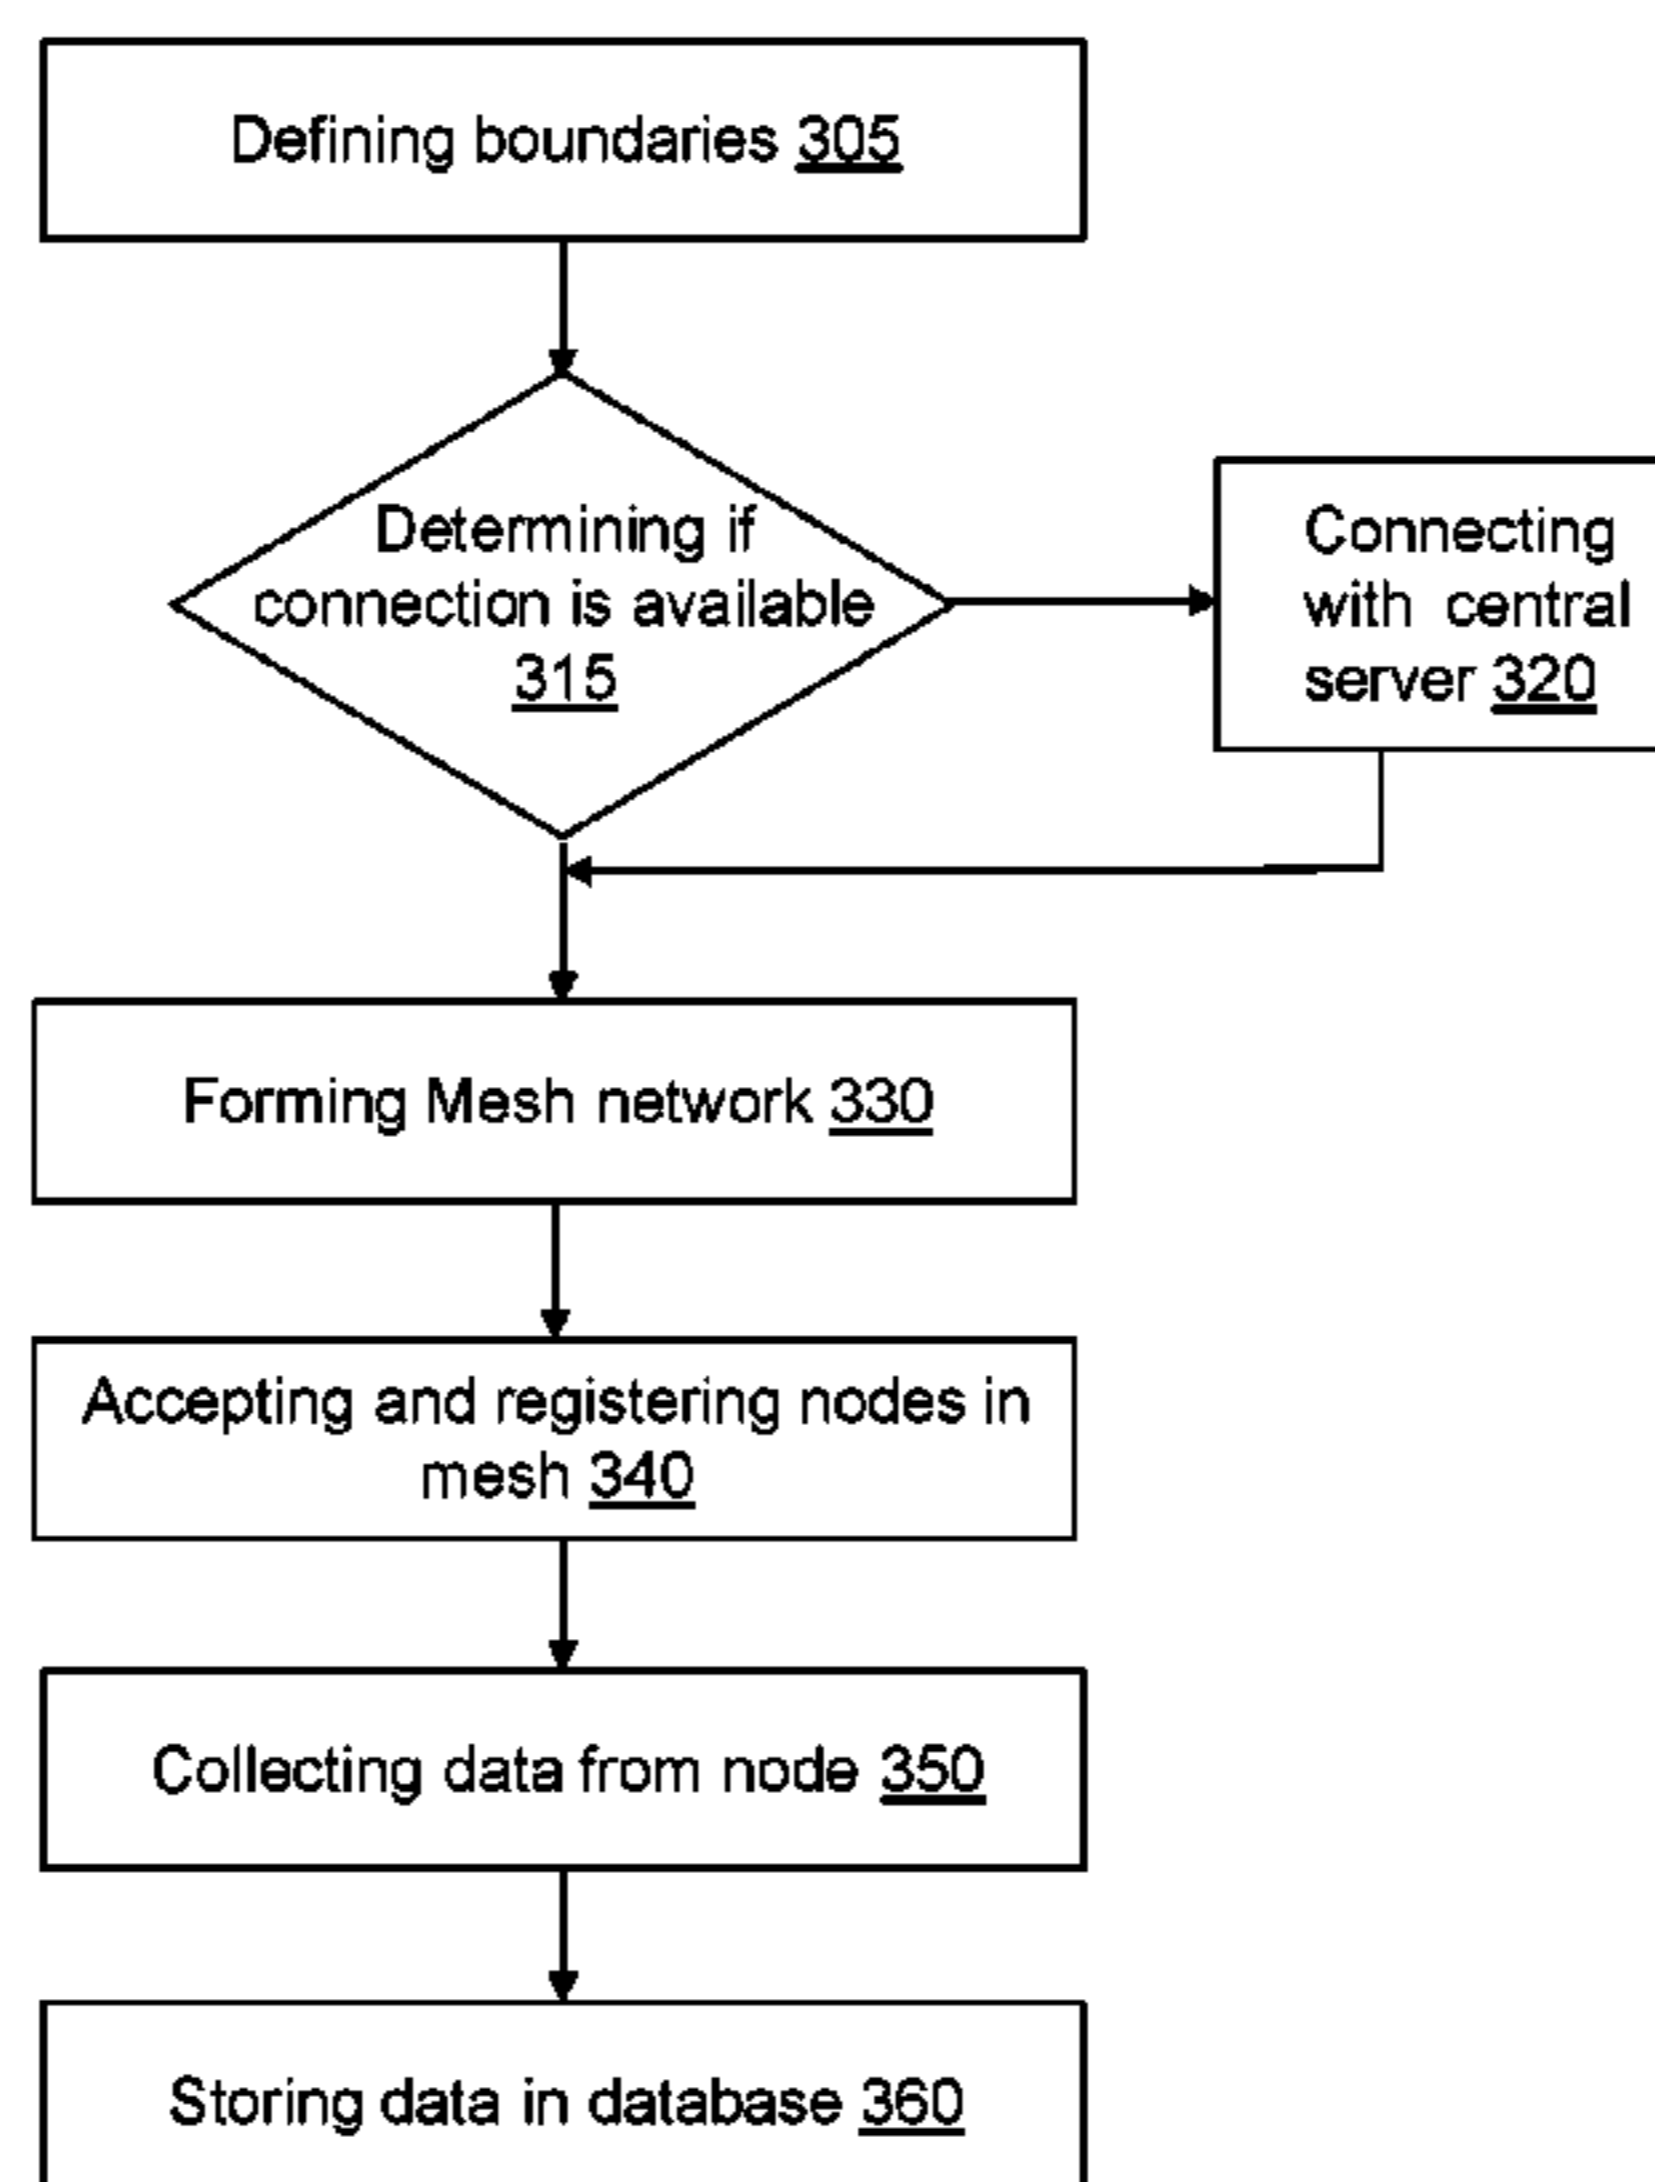 Defining boundaries 305
Determining if
connection is available
315
Connecting
with central
server 320
Forming Mesh network 330
Accepting and registering nodes in
mesh 340
Collecting data from node 350
Storing data in database 360